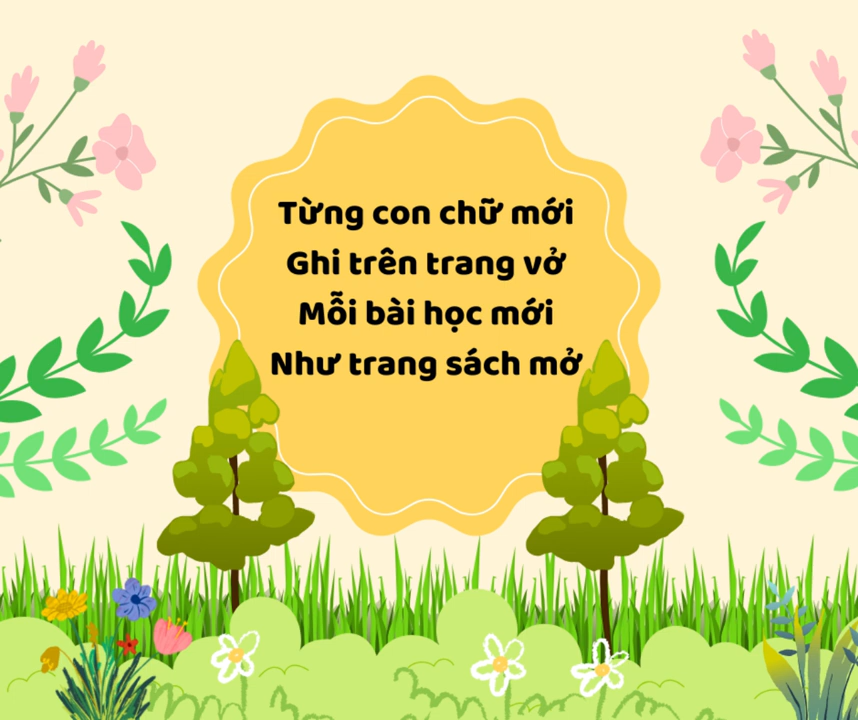 Từng con chữ mới
Ghi trên trang vở
Mỗi bài học mới
Như trang sách mở